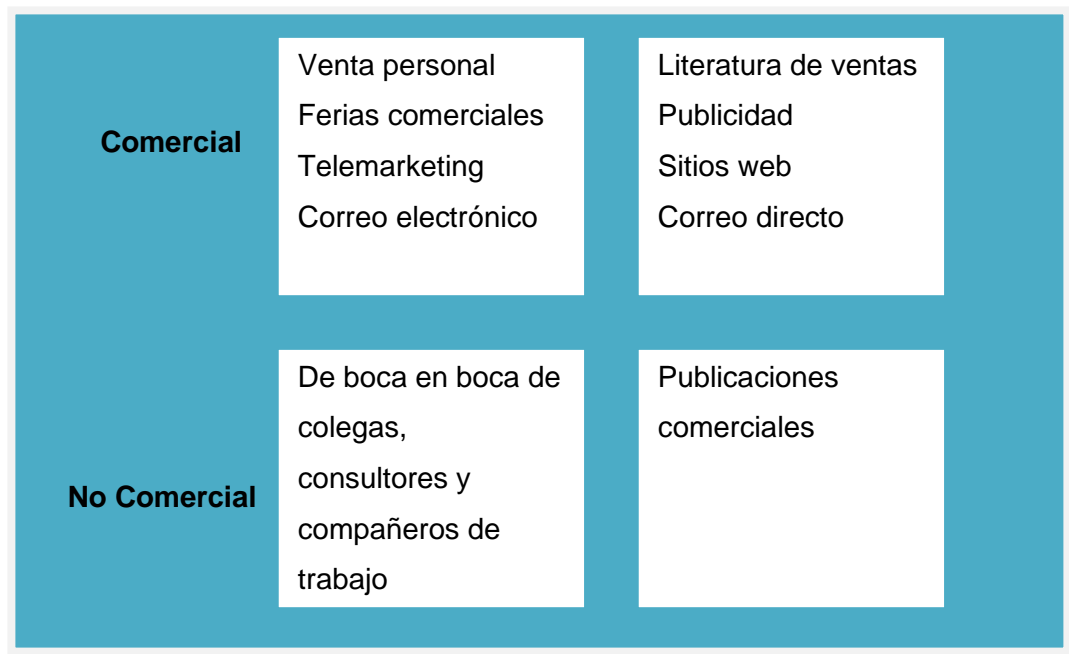 Comercial
Venta personal
Ferias comerciales
Telemarketing
Correo electrónico
Literatura de ventas
Publicidad
Sitios web
Correo directo
No Comercial
De boca en boca de
colegas,
consultores y
compañeros de
trabajo
Publicaciones
comerciales